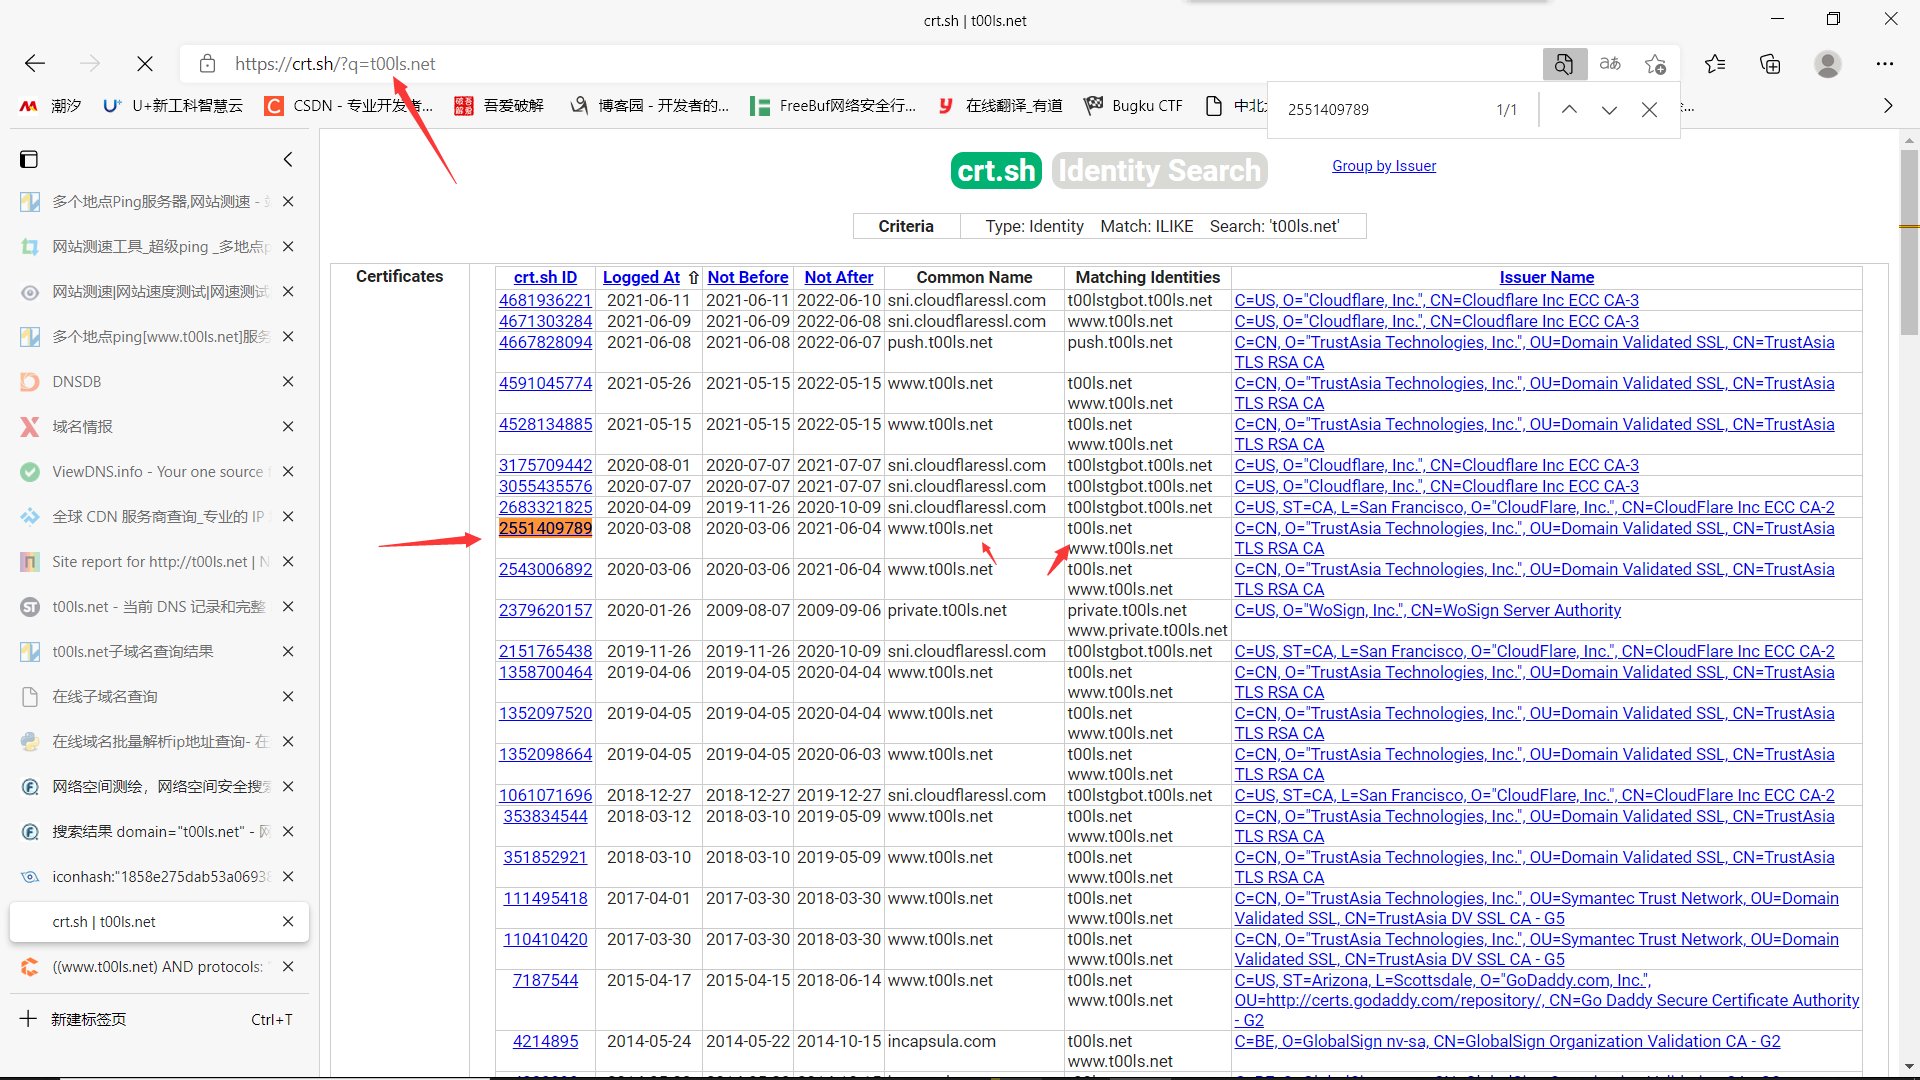 crt.sh | t00ls.net
https://crt.sh/?q=t00ls.net
潮汐
U+新工科智慧云
CSDN - 专业开发者...
吾爱破解
博客园 - 开发者的...
FreeBuf网络安全行...
在线翻译_有道
Bugku CTF
中北
2551409789
1/1
多个地点Ping服务器,网站测速 -
网站测速工具_超级ping _多地点
网站测速|网站速度测试|网速测试
多个地点ping[www.t00ls.net]服务
DNSDB
域名情报
ViewDNS.info - Your one source
全球 CDN 服务商查询_专业的 IP
Site report for http://t00ls.net | N
t00ls.net - 当前 DNS 记录和完整
t00ls.net子域名查询结果
在线子域名查询
在线域名批量解析ip地址查询- 在
网络空间测绘，网络空间安全搜索
搜索结果 domain="t00ls.net" - 网
iconhash:"1858e275dab53a0693
crt.sh | t00ls.net
((www.t00ls.net) AND protocols:
新建标签页 Ctrl+T
crt.sh Identity Search
Group by Issuer
Criteria Type: Identity Match: ILIKE Search: 't00ls.net'
Certificates
crt.sh ID Logged At ⇧ Not Before Not After Common Name Matching Identities Issuer Name
4681936221 2021-06-11 2021-06-11 2022-06-10 sni.cloudflaressl.com t00lstgbot.t00ls.net C=US, O="Cloudflare, Inc.", CN=Cloudflare Inc ECC CA-3
4671303284 2021-06-09 2021-06-09 2022-06-08 sni.cloudflaressl.com www.t00ls.net C=US, O="Cloudflare, Inc.", CN=Cloudflare Inc ECC CA-3
4667828094 2021-06-08 2021-06-08 2022-06-07 push.t00ls.net push.t00ls.net C=CN, O="TrustAsia Technologies, Inc.", OU=Domain Validated SSL, CN=TrustAsia
TLS RSA CA
4591045774 2021-05-26 2021-05-15 2022-05-15 www.t00ls.net t00ls.net C=CN, O="TrustAsia Technologies, Inc.", OU=Domain Validated SSL, CN=TrustAsia
www.t00ls.net TLS RSA CA
4528134885 2021-05-15 2021-05-15 2022-05-15 www.t00ls.net t00ls.net C=CN, O="TrustAsia Technologies, Inc.", OU=Domain Validated SSL, CN=TrustAsia
www.t00ls.net TLS RSA CA
3175709442 2020-08-01 2020-07-07 2021-07-07 sni.cloudflaressl.com t00lstgbot.t00ls.net C=US, O="Cloudflare, Inc.", CN=Cloudflare Inc ECC CA-3
3055435576 2020-07-07 2020-07-07 2021-07-07 sni.cloudflaressl.com t00lstgbot.t00ls.net C=US, O="Cloudflare, Inc.", CN=Cloudflare Inc ECC CA-3
2683321825 2020-04-09 2019-11-26 2020-10-09 sni.cloudflaressl.com t00lstgbot.t00ls.net C=US, ST=CA, L=San Francisco, O="CloudFlare, Inc.", CN=CloudFlare Inc ECC CA-2
2551409789 2020-03-08 2020-03-06 2021-06-04 www.t00ls.net t00ls.net C=CN, O="TrustAsia Technologies, Inc.", OU=Domain Validated SSL, CN=TrustAsia
www.t00ls.net TLS RSA CA
2543006892 2020-03-06 2020-03-06 2021-06-04 www.t00ls.net t00ls.net C=CN, O="TrustAsia Technologies, Inc.", OU=Domain Validated SSL, CN=TrustAsia
www.t00ls.net TLS RSA CA
2379620157 2020-01-26 2009-08-07 2009-09-06 private.t00ls.net private.t00ls.net C=US, O="WoSign, Inc.", CN=WoSign Server Authority
www.private.t00ls.net
2151765438 2019-11-26 2019-11-26 2020-10-09 sni.cloudflaressl.com t00lstgbot.t00ls.net C=US, ST=CA, L=San Francisco, O="CloudFlare, Inc.", CN=CloudFlare Inc ECC CA-2
1358700464 2019-04-06 2019-04-05 2020-04-04 www.t00ls.net t00ls.net C=CN, O="TrustAsia Technologies, Inc.", OU=Domain Validated SSL, CN=TrustAsia
www.t00ls.net TLS RSA CA
1352097520 2019-04-05 2019-04-05 2020-04-04 www.t00ls.net t00ls.net C=CN, O="TrustAsia Technologies, Inc.", OU=Domain Validated SSL, CN=TrustAsia
www.t00ls.net TLS RSA CA
1352098664 2019-04-05 2019-04-05 2020-06-03 www.t00ls.net t00ls.net C=CN, O="TrustAsia Technologies, Inc.", OU=Domain Validated SSL, CN=TrustAsia
www.t00ls.net TLS RSA CA
1061071696 2018-12-27 2018-12-27 2019-12-27 sni.cloudflaressl.com t00lstgbot.t00ls.net C=US, ST=CA, L=San Francisco, O="CloudFlare, Inc.", CN=CloudFlare Inc ECC CA-2
353834544 2018-03-12 2018-03-10 2019-05-09 www.t00ls.net t00ls.net C=CN, O="TrustAsia Technologies, Inc.", OU=Domain Validated SSL, CN=TrustAsia
www.t00ls.net TLS RSA CA
351852921 2018-03-10 2018-03-10 2019-05-09 www.t00ls.net t00ls.net C=CN, O="TrustAsia Technologies, Inc.", OU=Domain Validated SSL, CN=TrustAsia
www.t00ls.net TLS RSA CA
111495418 2017-04-01 2017-03-30 2018-03-30 www.t00ls.net t00ls.net C=CN, O="TrustAsia Technologies, Inc.", OU=Symantec Trust Network, OU=Domain
www.t00ls.net Validated SSL, CN=TrustAsia DV SSL CA - G5
110410420 2017-03-30 2017-03-30 2018-03-30 www.t00ls.net t00ls.net C=CN, O="TrustAsia Technologies, Inc.", OU=Symantec Trust Network, OU=Domain
www.t00ls.net Validated SSL, CN=TrustAsia DV SSL CA - G5
7187544 2015-04-17 2015-04-15 2018-06-14 www.t00ls.net t00ls.net C=US, ST=Arizona, L=Scottsdale, O="GoDaddy.com, Inc.",
www.t00ls.net OU=http://certs.godaddy.com/repository/, CN=Go Daddy Secure Certificate Authority
- G2
4214895 2014-05-24 2014-05-22 2014-10-15 incapsula.com t00ls.net C=BE, O=GlobalSign nv-sa, CN=GlobalSign Organization Validation CA - G2
www.t00ls.net